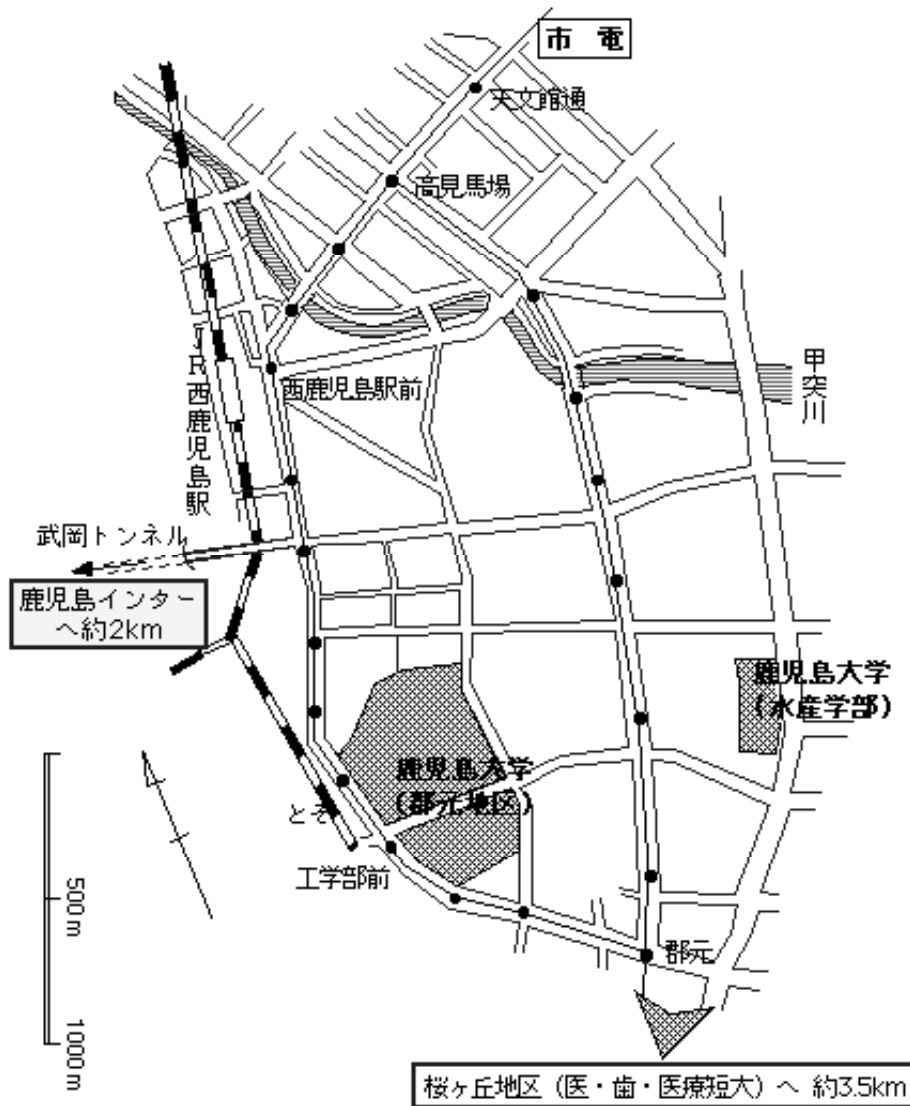 市　電
天文館通
高見馬場
甲突川
JR西鹿児島駅
西鹿児島駅前
武岡トンネル
鹿児島インター
へ約2km
鹿児島大学
(水産学部)
鹿児島大学
(郡元地区)
とそ
工学部前
500m
1000m
郡元
桜ヶ丘地区(医・歯・医療短大)へ 約3.5km